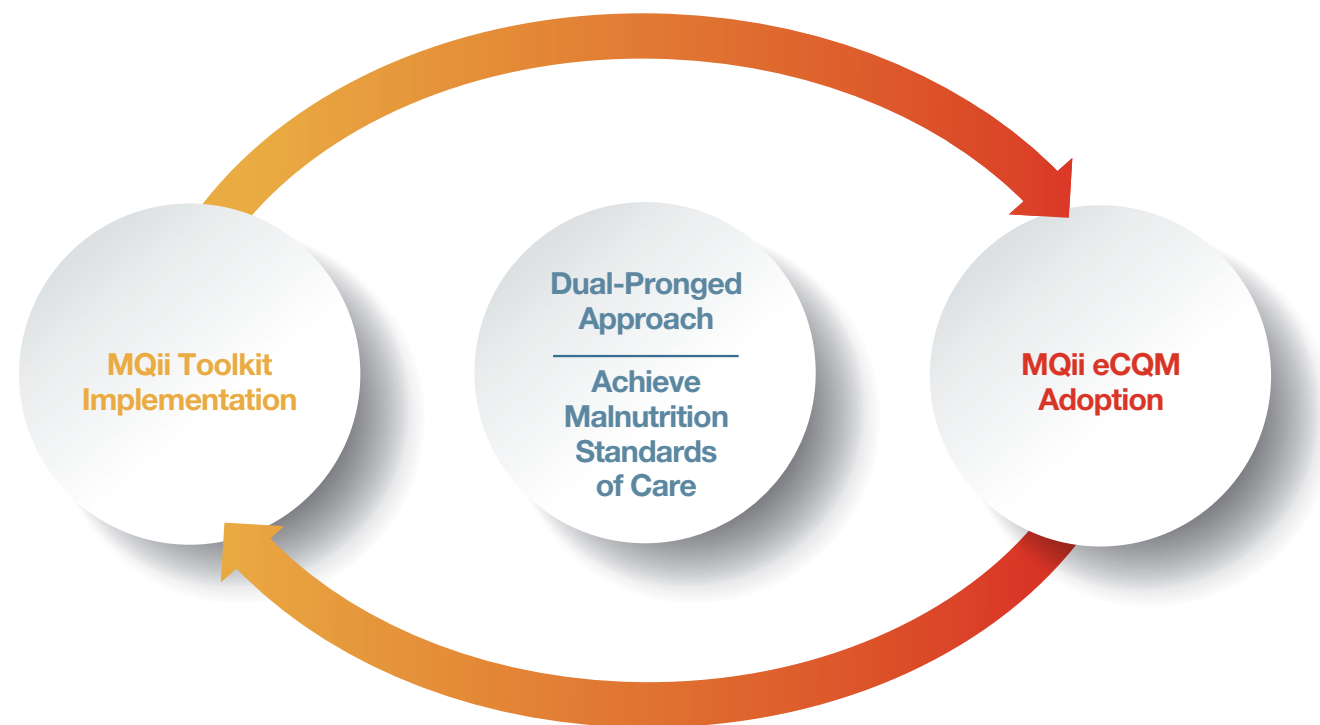 MQii Toolkit
Implementation
Dual-Pronged
Approach
Achieve
Malnutrition
Standards
of Care
MQii eCQM
Adoption